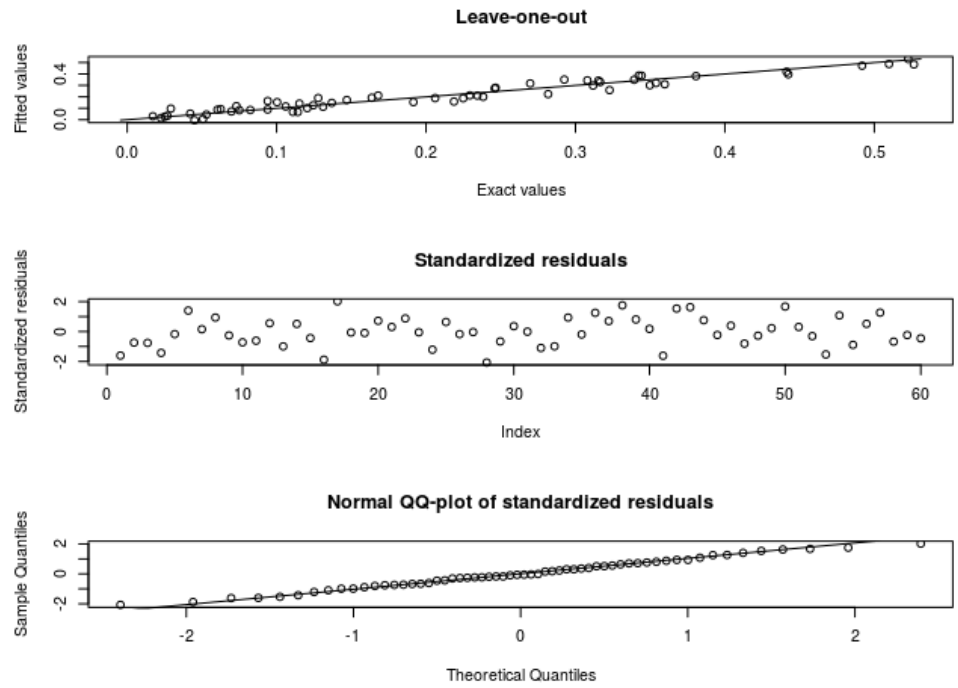 Leave-one-out
Fitted values
0.4
0.0
0.0 0.1 0.2 0.3 0.4 0.5
Exact values
Standardized residuals
Standardized residuals
2
0
-2
0 10 20 30 40 50 60
Index
Normal QQ-plot of standardized residuals
Sample Quantiles
2
0
-2
-2 -1 0 1 2
Theoretical Quantiles